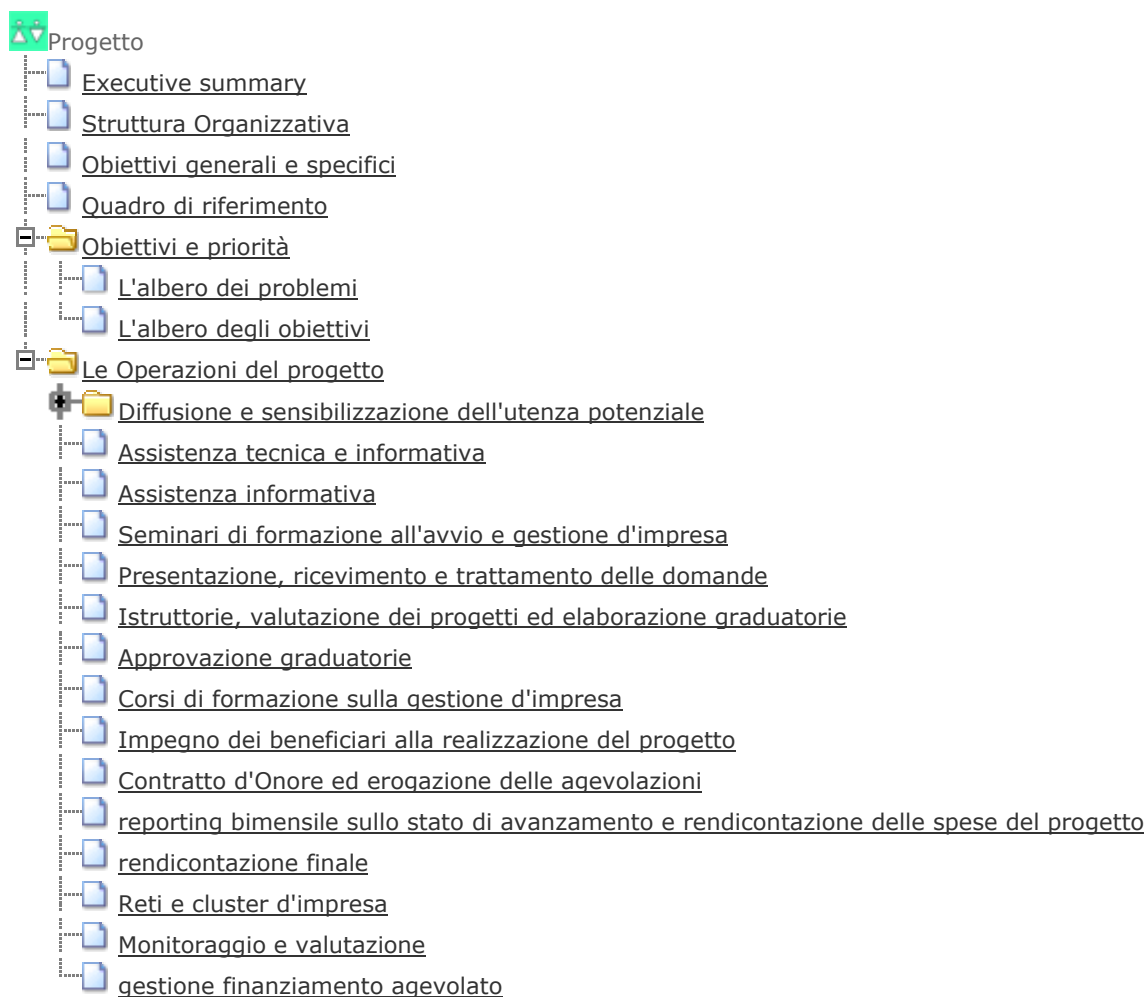 Progetto
Executive summary
Struttura Organizzativa
Obiettivi generali e specifici
Quadro di riferimento
Obiettivi e priorità
L'albero dei problemi
L'albero degli obiettivi
Le Operazioni del progetto
Diffusione e sensibilizzazione dell'utenza potenziale
Assistenza tecnica e informativa
Assistenza informativa
Seminari di formazione all'avvio e gestione d'impresa
Presentazione, ricevimento e trattamento delle domande
Istruttorie, valutazione dei progetti ed elaborazione graduatorie
Approvazione graduatorie
Corsi di formazione sulla gestione d'impresa
Impegno dei beneficiari alla realizzazione del progetto
Contratto d'Onore ed erogazione delle agevolazioni
reporting bimensile sullo stato di avanzamento e rendicontazione delle spese del progetto
rendicontazione finale
Reti e cluster d'impresa
Monitoraggio e valutazione
gestione finanziamento agevolato